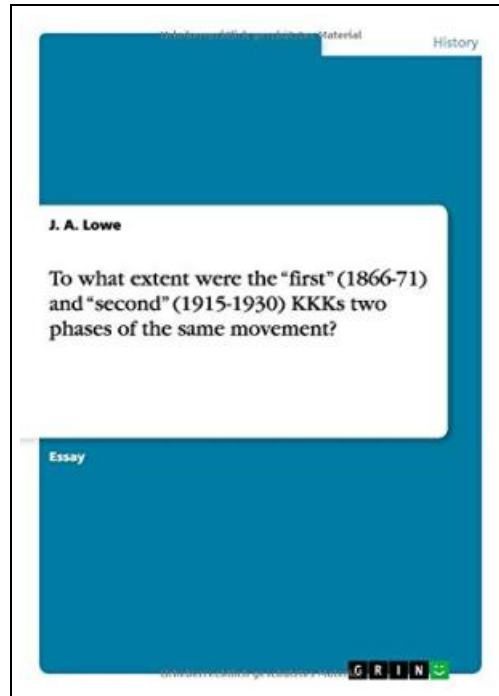 History
J. A. Lowe
To what extent were the “first” (1866-71)
and “second” (1915-1930) KKKs two
phases of the same movement?
Essay
GRIN